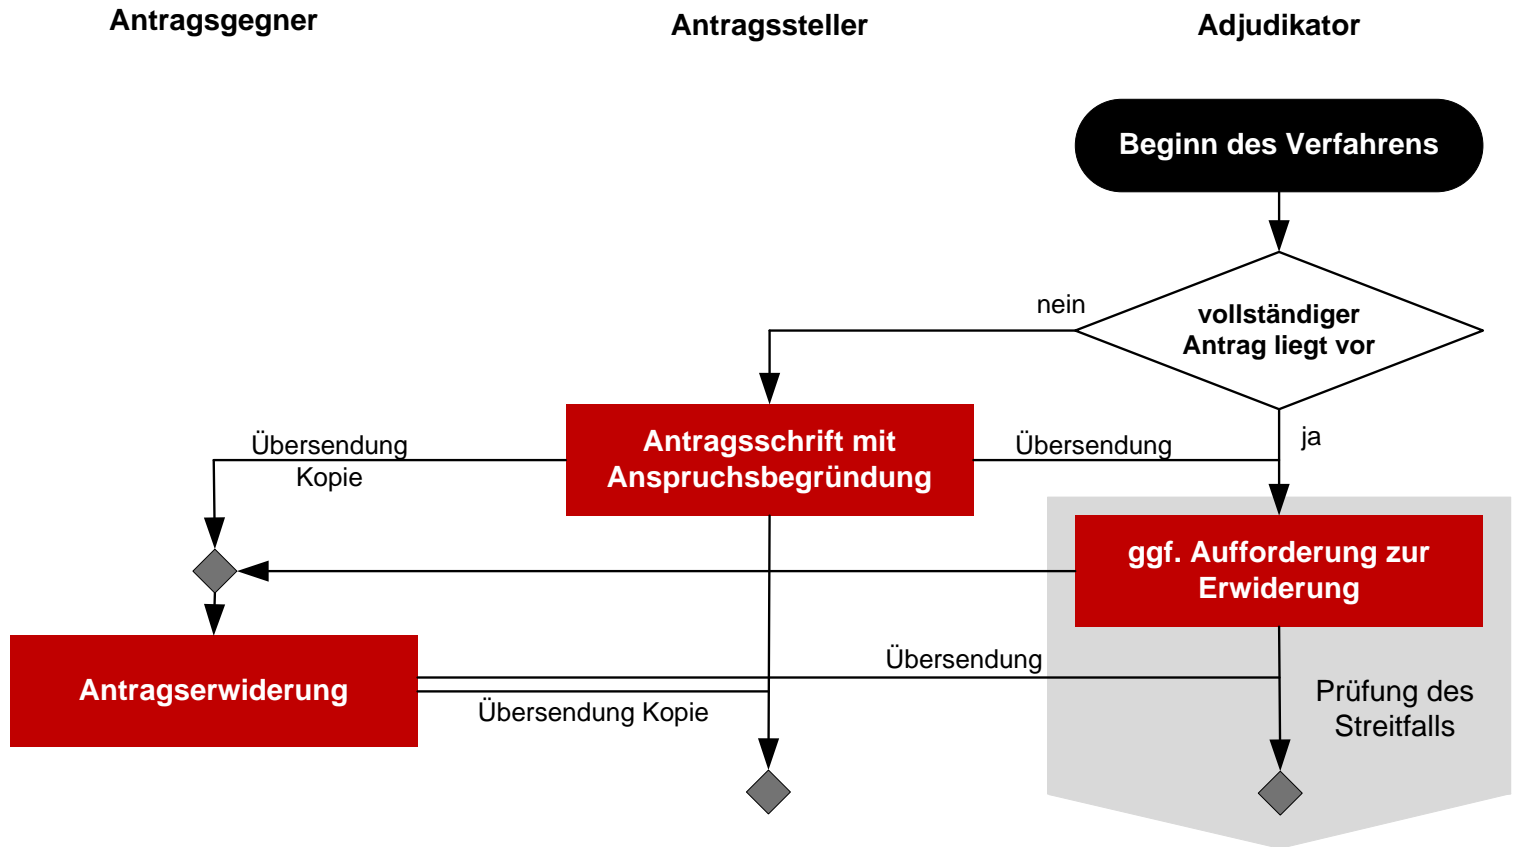 Antragsgegner
Antragssteller
Adjudikator
Beginn des Verfahrens
nein
vollständiger
Antrag liegt vor
Übersendung
Kopie
Antragsschrift mit
Anspruchsbegründung
Übersendung
ja
ggf. Aufforderung zur
Erwiderung
Antragserwiderung
Übersendung
Übersendung Kopie
Prüfung des
Streitfalls